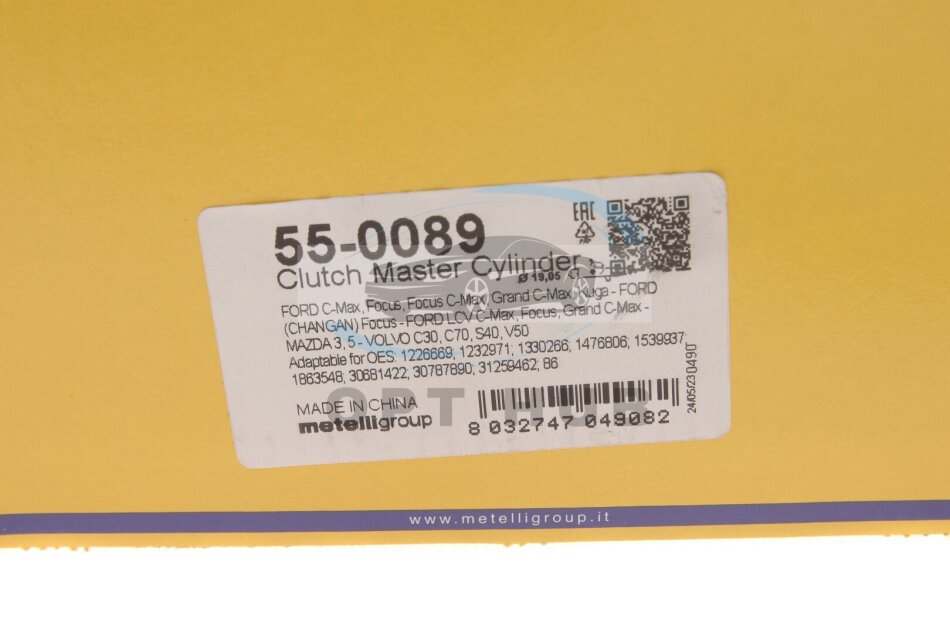 55-0089
EAC
Clutch Master Cylinder
Ø 19,05
FORD C-Max, Focus, Focus C-Max, Grand C-Max, Kuga - FORD
(CHANGAN) Focus - FORD LCV C-Max, Focus, Grand C-Max -
MAZDA 3, 5 - VOLVO C30, C70, S40, V50
Adaptable for OES: 1226669; 1232971; 1330266; 1476806; 1539937;
1863548; 30681422; 30787890; 31259462; 86
MADE IN CHINA
metelligroup
8 032747 049082
24/05/23 0490
OPT HUB
www.metelligroup.it